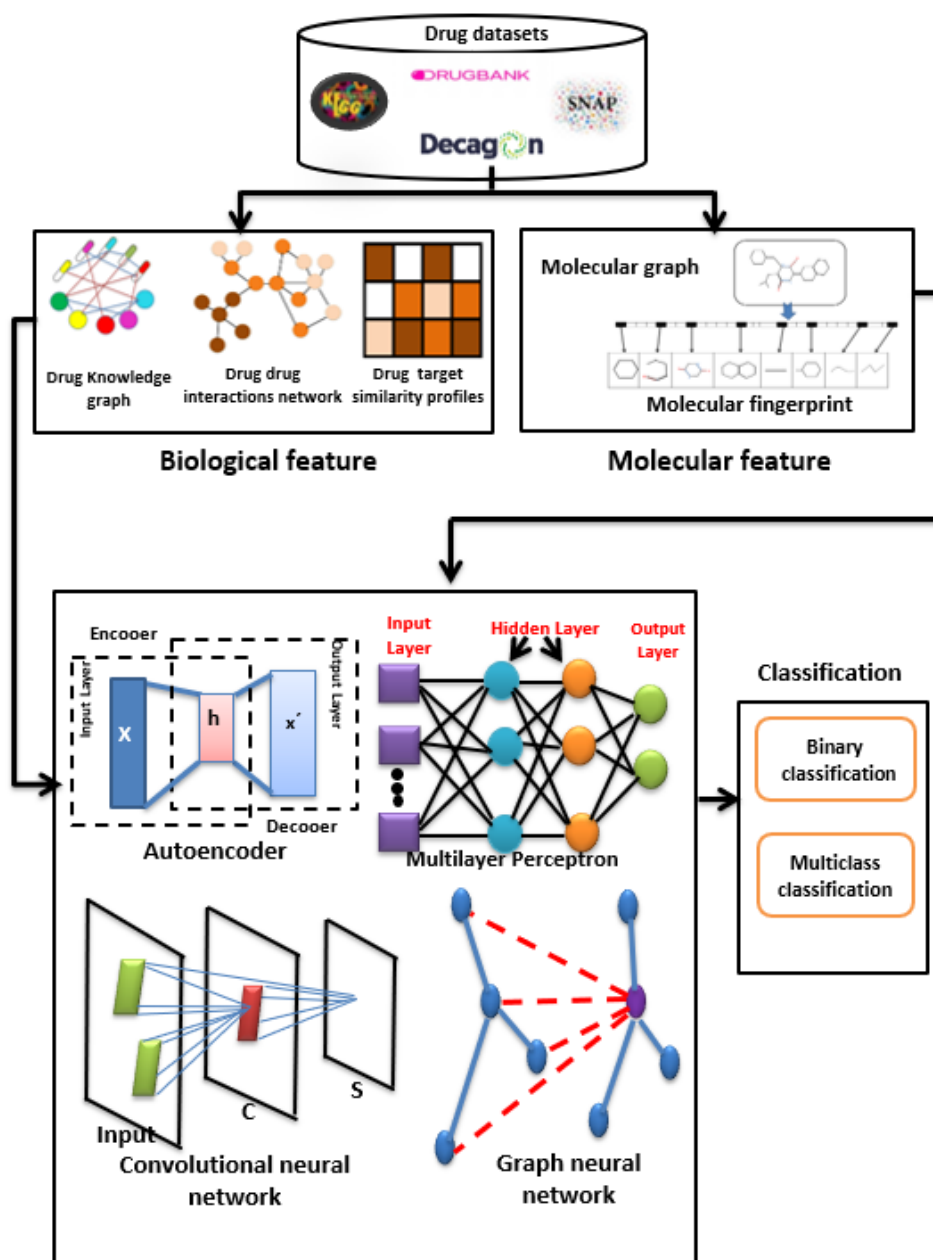 Drug datasets
KEGG
DRUGBANK
SNAP
Decagon
Molecular graph
Drug Knowledge
graph
Drug drug
interactions network
Drug target
similarity profiles
Molecular fingerprint
Biological feature
Molecular feature
Encooer
Input Layer
X
h
x´
Output Layer
Decooer
Autoencoder
Input
Layer
Hidden Layer
Output
Layer
Multilayer Perceptron
Classification
Binary
classification
Multiclass
classification
Input
C
S
Convolutional neural
network
Graph neural
network